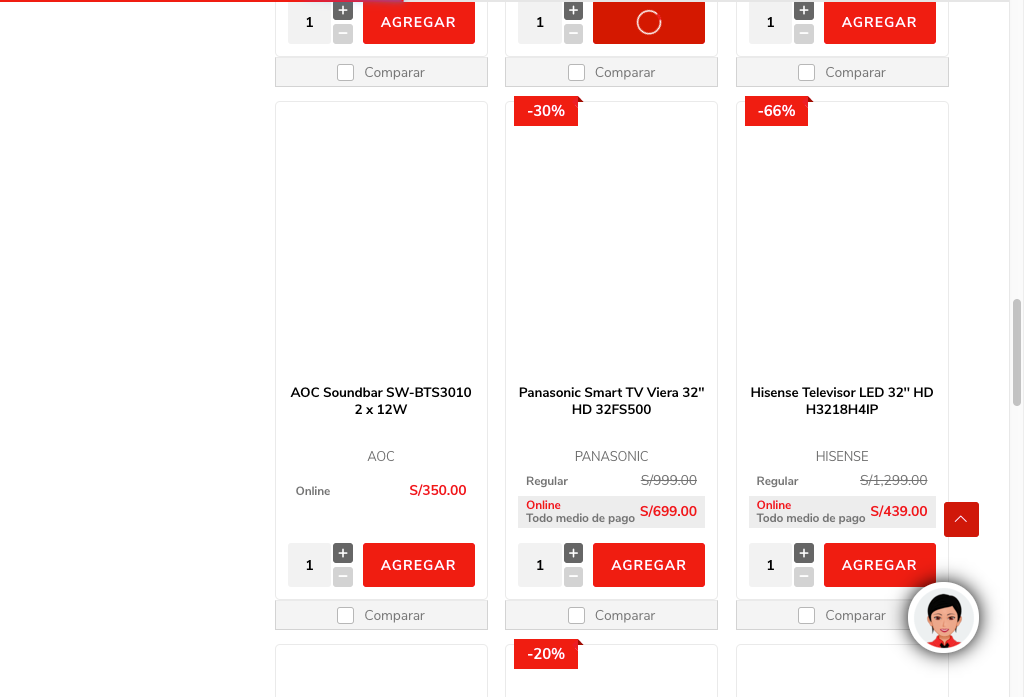 1
+
−
AGREGAR
1
+
−
1
+
−
AGREGAR
Comparar
Comparar
Comparar
-30%
-66%
AOC Soundbar SW-BTS3010
2 x 12W
AOC
Online
S/350.00
1
+
−
AGREGAR
Comparar
Panasonic Smart TV Viera 32"
HD 32FS500
PANASONIC
Regular
S/999.00
Online
Todo medio de pago
S/699.00
1
+
−
AGREGAR
Comparar
Hisense Televisor LED 32" HD
H3218H4IP
HISENSE
Regular
S/1,299.00
Online
Todo medio de pago
S/439.00
1
+
−
AGREGAR
Comparar
-20%